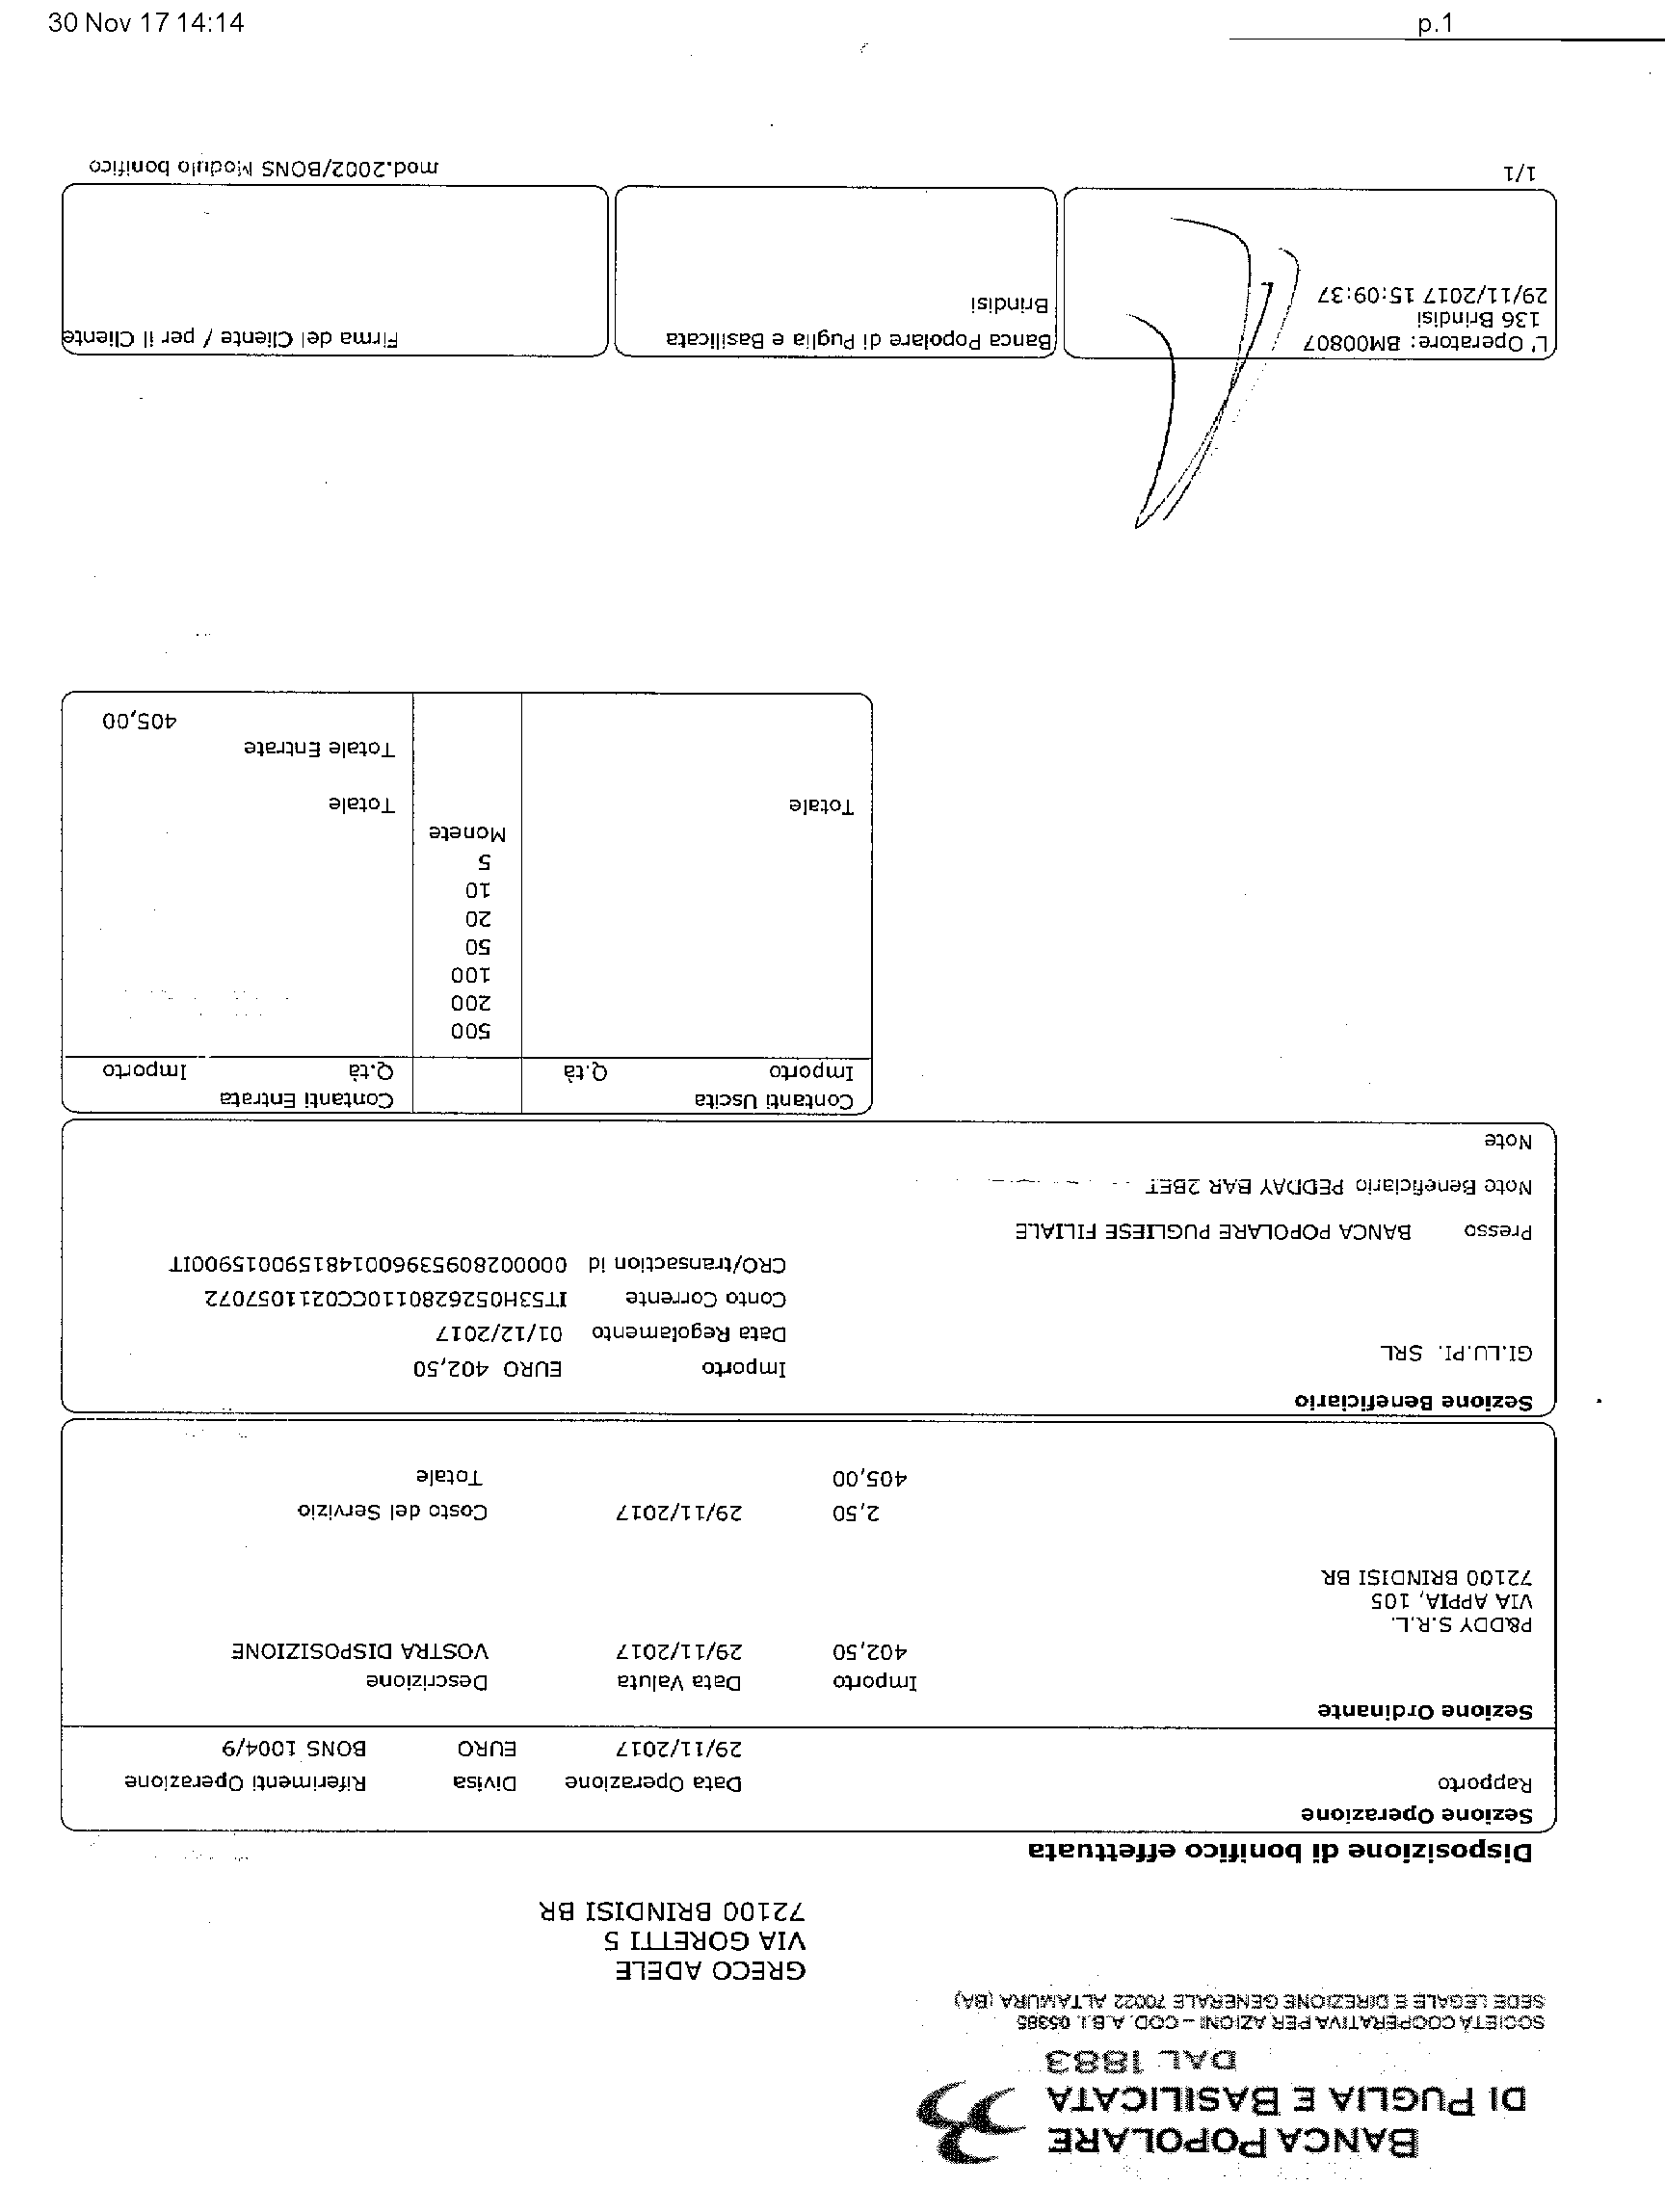 30 Nov 17 14:14
p.1
BANCA POPOLARE
DI PUGLIA E BASILICATA
DAL 1883
SOCIETÀ COOPERATIVA PER AZIONI - COD. A.B.I. 05385
SEDE LEGALE E DIREZIONE GENERALE 70022 ALTAMURA (BA)
GRECO ADELE
VIA GORETTI 5
72100 BRINDISI BR
Disposizione di bonifico effettuata
Sezione Operazione
Rapporto Data Operazione Divisa Riferimenti Operazione
29/11/2017 EURO BONS 1004/9
Sezione Ordinante
Importo Data Valuta Descrizione
402,50 29/11/2017 VOSTRA DISPOSIZIONE
P&DDY S.R.L.
VIA APPIA, 105
72100 BRINDISI BR
2,50 29/11/2017 Costo del Servizio
405,00 Totale
Sezione Beneficiario
Importo EURO 402,50
GI.LU.PI. SRL
Data Regolamento 01/12/2017
Conto Corrente IT53H0526280110CC0211057072
CRO/transaction id 0000028095396001481590015900IT
Presso BANCA POPOLARE PUGLIESE FILIALE
Note Beneficiario PEDDAY BAR 2BET
Note
Contanti Uscita Contanti Entrata
Importo Q.tà Q.tà Importo
500
200
100
50
20
10
5
Monete
Totale Totale
Totale Entrate
405,00
L'Operatore: BM00807
136 Brindisi
29/11/2017 15:09:37
Banca Popolare di Puglia e Basilicata
Brindisi
Firma del Cliente / per il Cliente
1/1
mod.2002/BONS Modulo bonifico